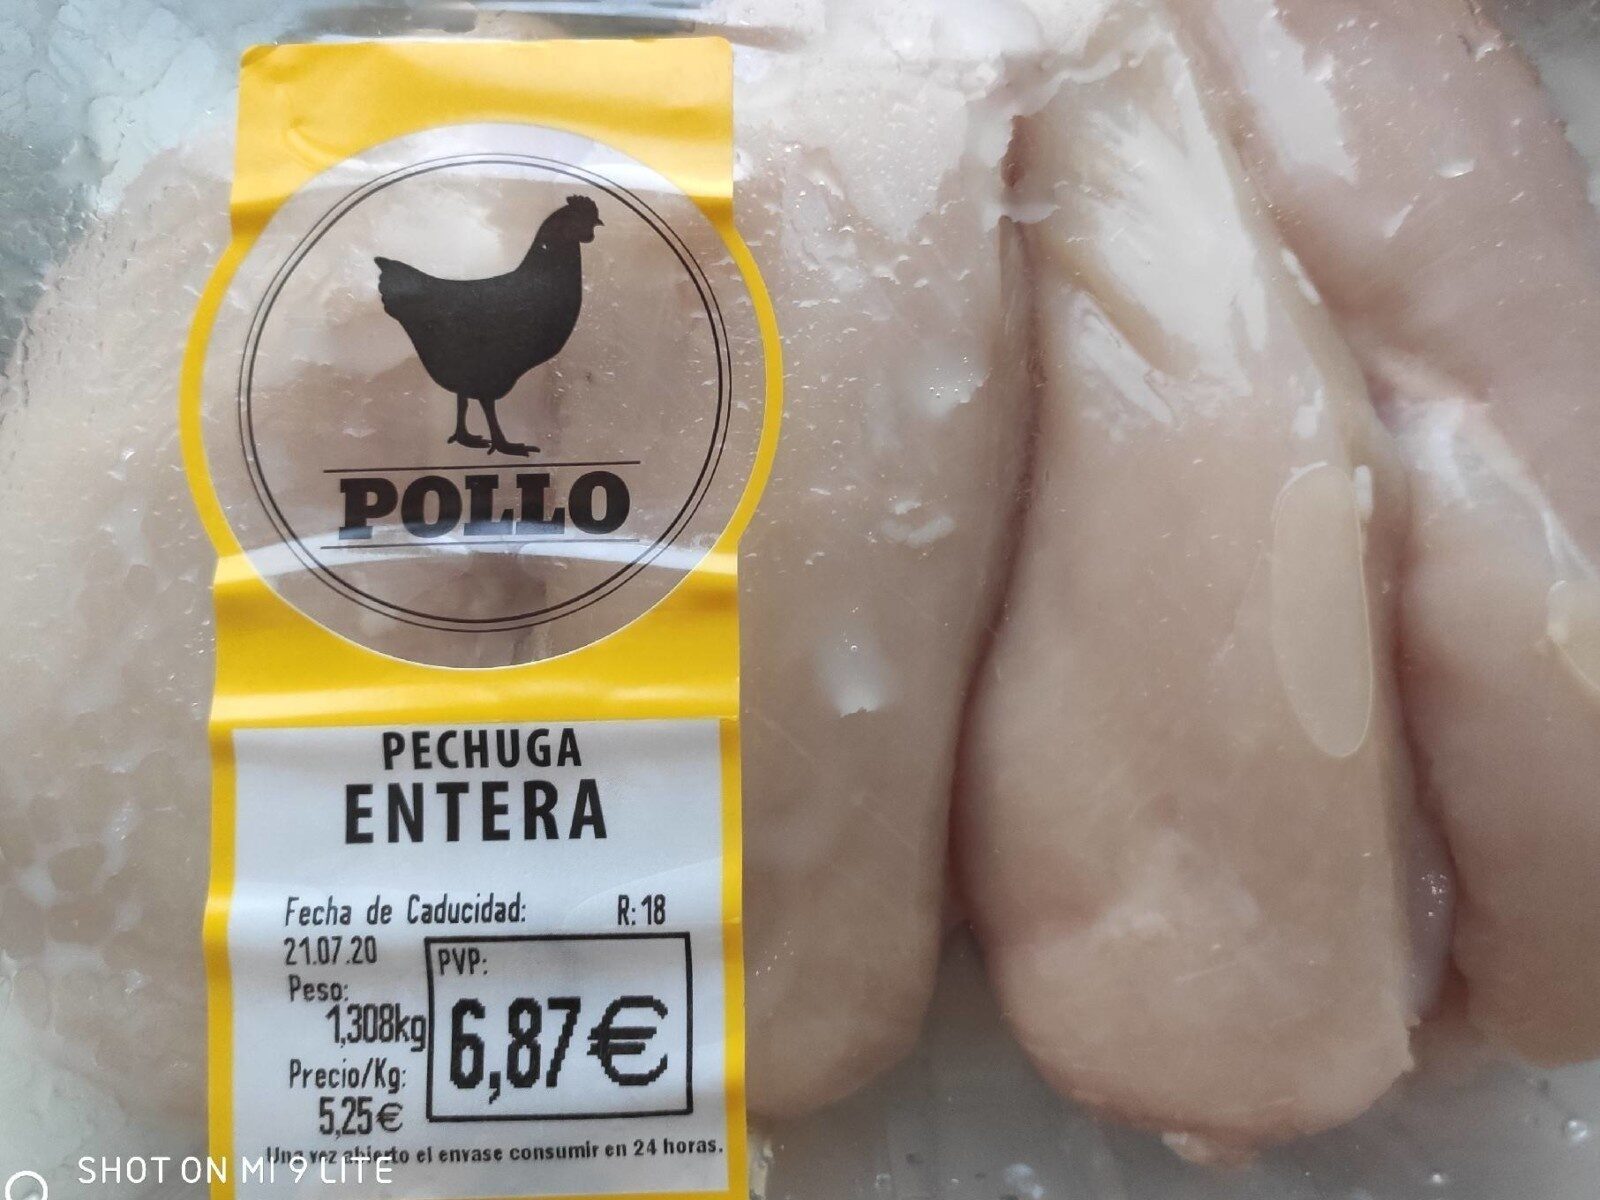 POLLO
PECHUGA
ENTERA
Fecha de Caducidad: R: 18
21.07.20
PVP:
Peso:
1,308kg
6,87€
Precio/Kg:
5,25€
Una vez abierto el envase consumir en 24 horas.
SHOT ON MI 9 LITE